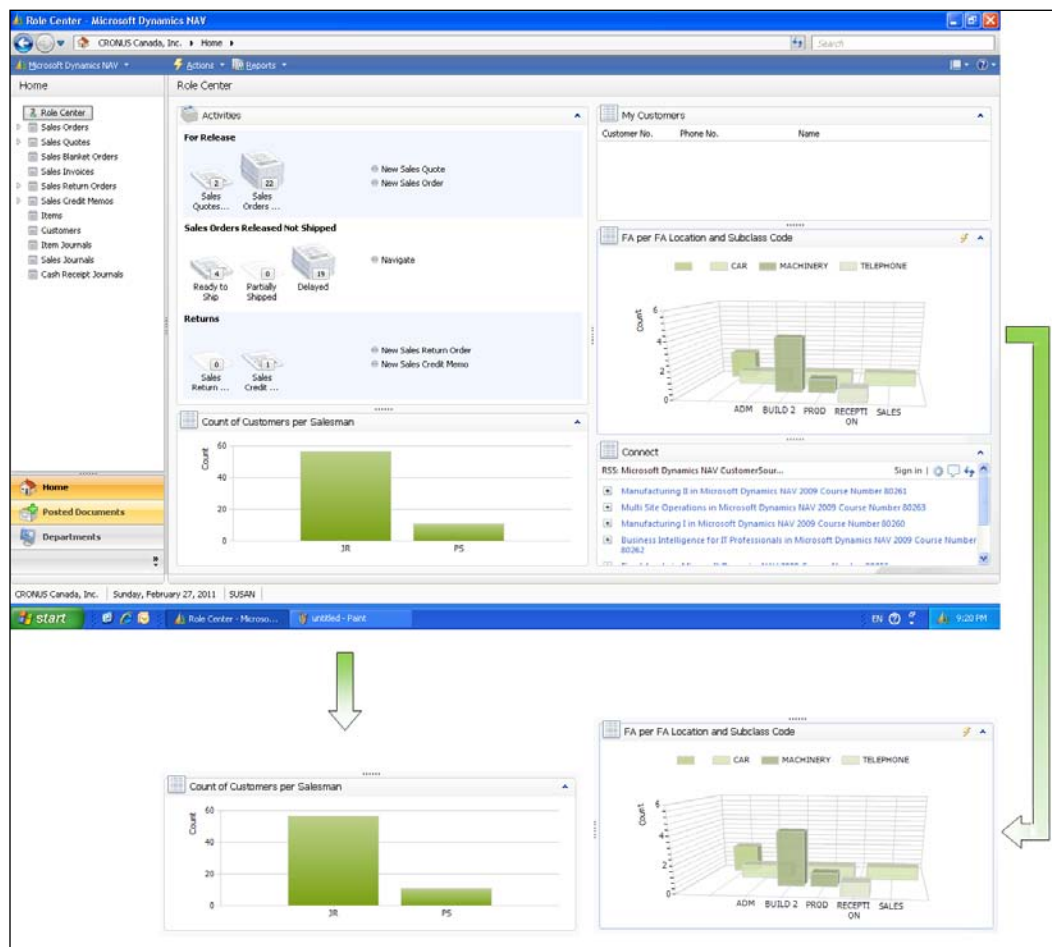 Role Center - Microsoft Dynamics NAV
CRONUS Canada, Inc. Home
Search
Microsoft Dynamics NAV Actions Reports
Home
Role Center
Role Center
Sales Orders
Sales Quotes
Sales Blanket Orders
Sales Invoices
Sales Return Orders
Sales Credit Memos
Items
Customers
Item Journals
Sales Journals
Cash Receipt Journals
Home
Posted Documents
Departments
Activities
For Release
2
22
Sales Quotes...
Sales Orders ...
New Sales Quote
New Sales Order
Sales Orders Released Not Shipped
4
0
19
Ready to Ship
Partially Shipped
Delayed
Navigate
Returns
0
1
Sales Return ...
Sales Credit ...
New Sales Return Order
New Sales Credit Memo
Count of Customers per Salesman
Count
60
40
20
0
JR PS
My Customers
Customer No. Phone No. Name
FA per FA Location and Subclass Code
CAR MACHINERY TELEPHONE
Count
6
4
2
0
ADM BUILD 2 PROD RECEPTI SALES
ON
Connect
RSS: Microsoft Dynamics NAV CustomerSour... Sign in |
Manufacturing II in Microsoft Dynamics NAV 2009 Course Number 80261
Multi Site Operations in Microsoft Dynamics NAV 2009 Course Number 80263
Manufacturing I in Microsoft Dynamics NAV 2009 Course Number 80260
Business Intelligence for IT Professionals in Microsoft Dynamics NAV 2009 Course Number
80262
CRONUS Canada, Inc. Sunday, February 27, 2011 SUSAN
start Role Center - Microso... untitled - Paint EN 9:20 PM
Count of Customers per Salesman
Count
60
40
20
0
JR PS
FA per FA Location and Subclass Code
CAR MACHINERY TELEPHONE
Count
6
4
2
0
ADM BUILD 2 PROD RECEPTI SALES
ON